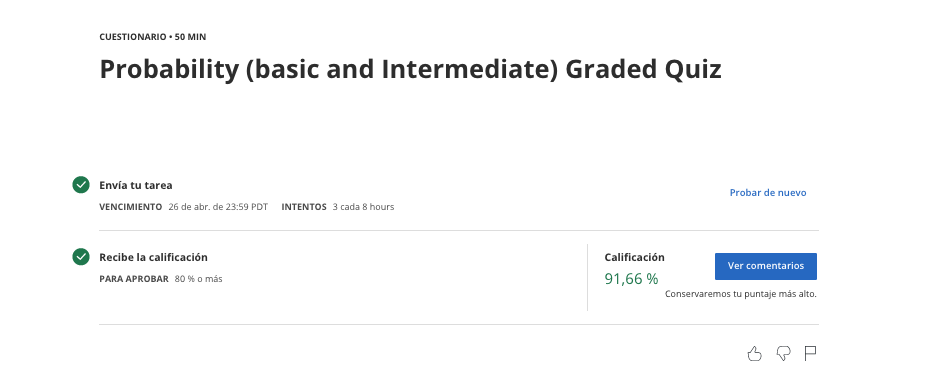 CUESTIONARIO • 50 MIN
Probability (basic and Intermediate) Graded Quiz
Envía tu tarea
VENCIMIENTO 26 de abr. de 23:59 PDT INTENTOS 3 cada 8 hours
Probar de nuevo
Recibe la calificación
PARA APROBAR 80 % o más
Calificación
91,66 %
Ver comentarios
Conservaremos tu puntaje más alto.